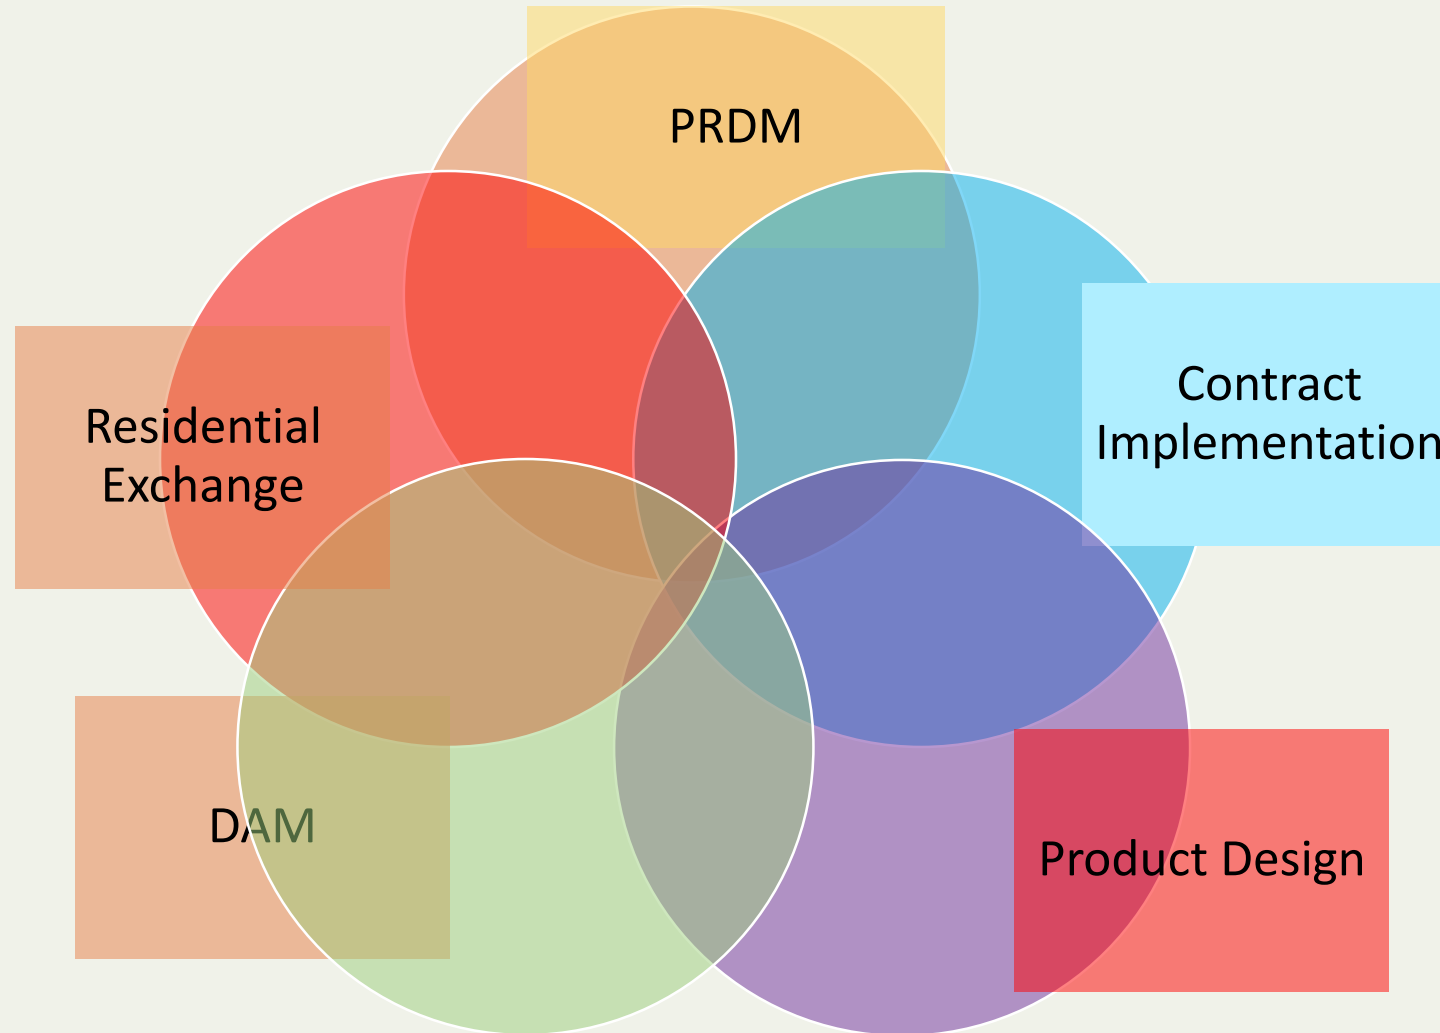 PRDM
Contract
Implementation
Residential
Exchange
DAM
Product Design